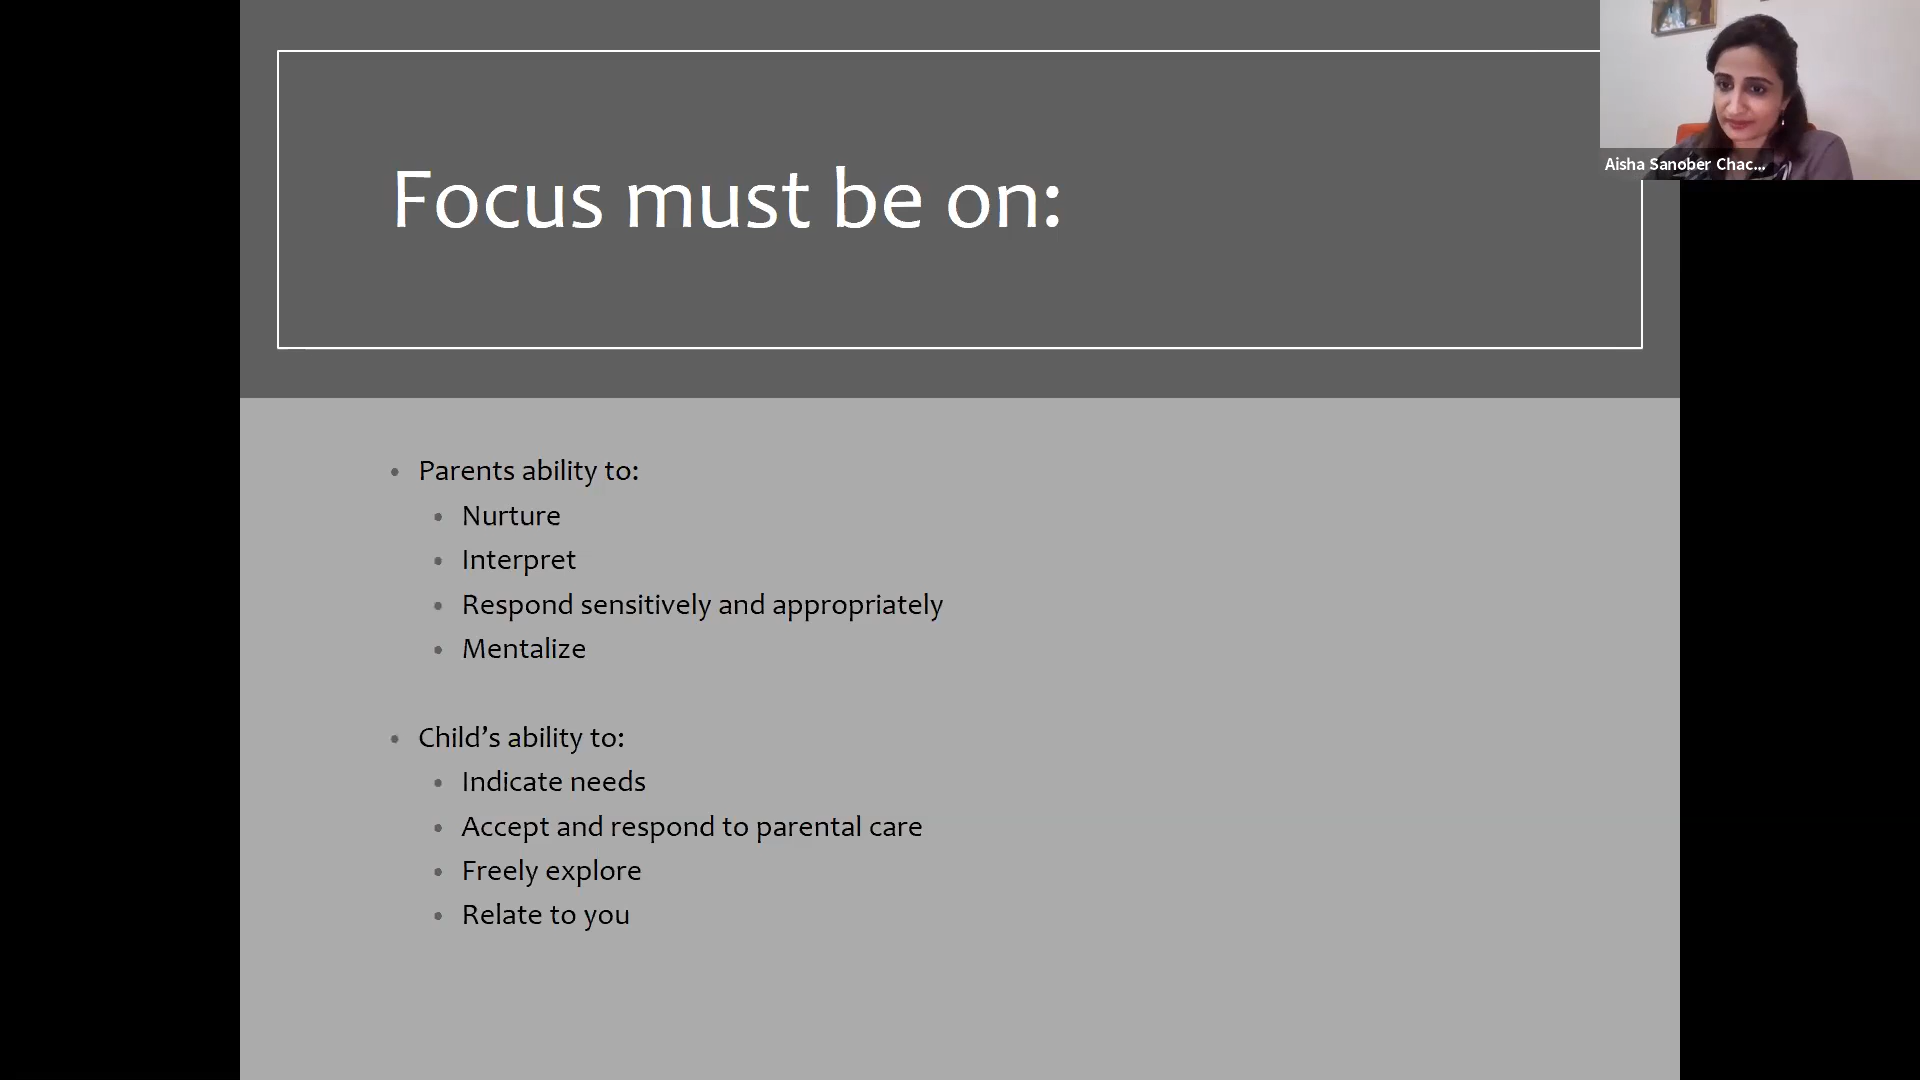 Focus must be on:
Aisha Sanober Chac...
• Parents ability to:
• Nurture
• Interpret
• Respond sensitively and appropriately
• Mentalize
• Child’s ability to:
• Indicate needs
• Accept and respond to parental care
• Freely explore
• Relate to you